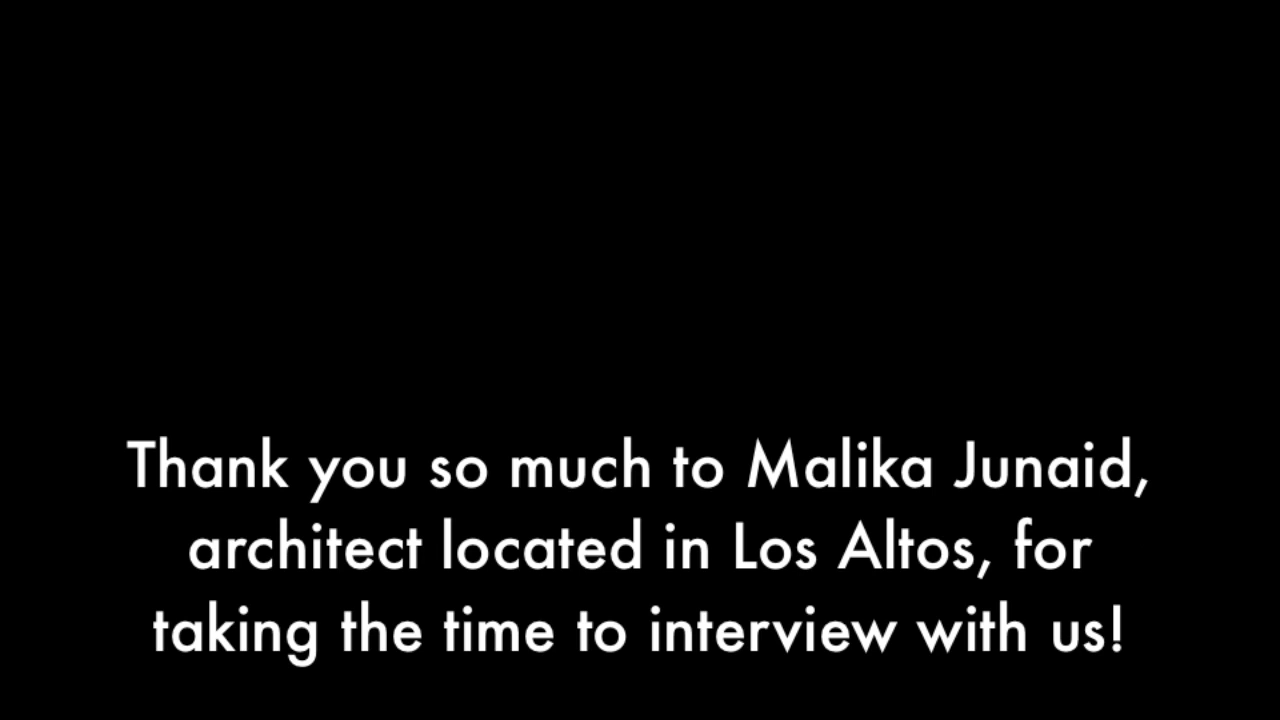 Thank you so much to Malika Junaid,
architect located in Los Altos, for
taking the time to interview with us!